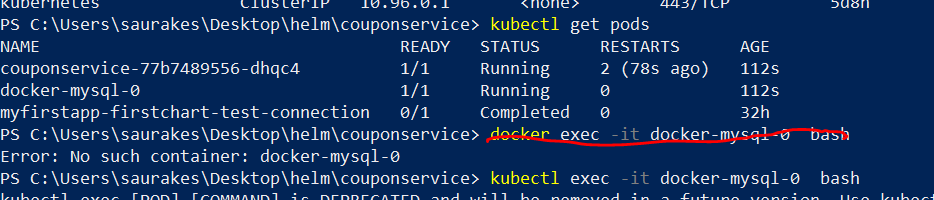 kubernetes ClusterIP 10.96.0.1 <none> 443/TCP 5d8h
PS C:\Users\saurakes\Desktop\helm\couponservice> kubectl get pods
NAME READY STATUS RESTARTS AGE
couponservice-77b7489556-dhqc4 1/1 Running 2 (78s ago) 112s
docker-mysql-0 1/1 Running 0 112s
myfirstapp-firstchart-test-connection 0/1 Completed 0 32h
PS C:\Users\saurakes\Desktop\helm\couponservice> docker exec -it docker-mysql-0 bash
Error: No such container: docker-mysql-0
PS C:\Users\saurakes\Desktop\helm\couponservice> kubectl exec -it docker-mysql-0 bash
kubectl exec [POD] [COMMAND] is DEPRECATED and will be removed in a future version. Use kubect